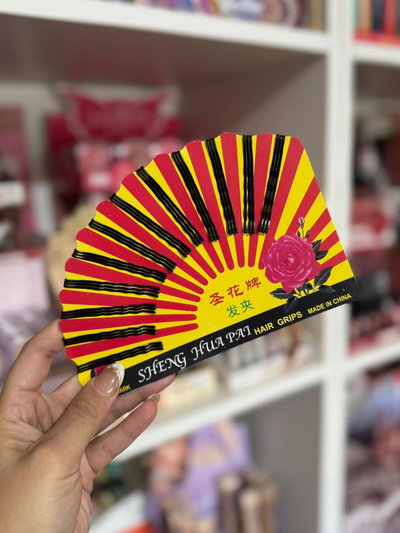 圣花牌
发夹
SHENG HUA PAI HAIR GRIPS MADE IN CHINA